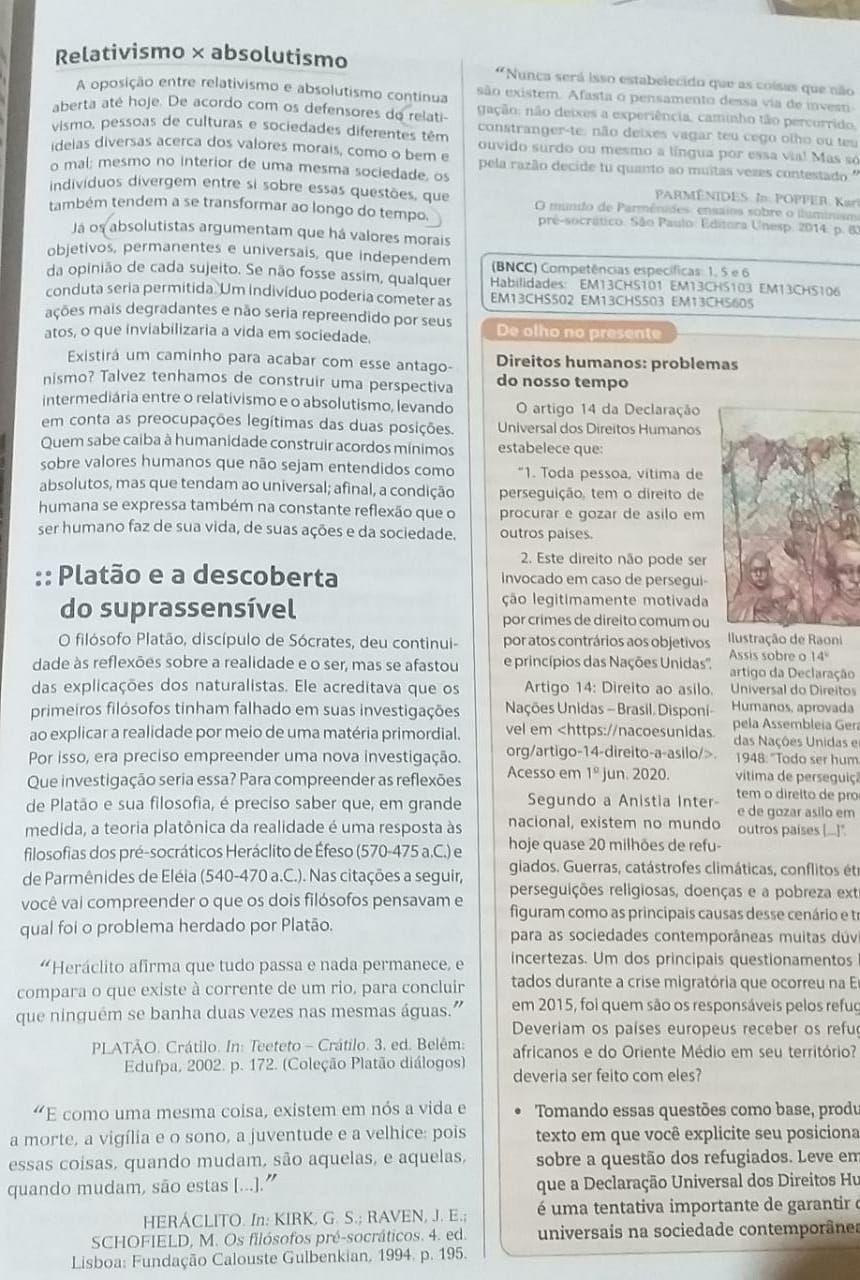 Relativismo × absolutismo
A oposição entre relativismo e absolutismo continua
aberta até hoje. De acordo com os defensores do relati-
vismo, pessoas de culturas e sociedades diferentes têm
ideias diversas acerca dos valores morais, como o bem e
o mal; mesmo no interior de uma mesma sociedade, os
indivíduos divergem entre si sobre essas questões, que
também tendem a se transformar ao longo do tempo.
Já os absolutistas argumentam que há valores morais
objetivos, permanentes e universais, que independem
da opinião de cada sujeito. Se não fosse assim, qualquer
conduta seria permitida. Um indivíduo poderia cometer as
ações mais degradantes e não seria repreendido por seus
atos, o que inviabilizaria a vida em sociedade.
Existirá um caminho para acabar com esse antago-
nismo? Talvez tenhamos de construir uma perspectiva
intermediária entre o relativismo e o absolutismo, levando
em conta as preocupações legítimas das duas posições.
Quem sabe caiba à humanidade construir acordos mínimos
sobre valores humanos que não sejam entendidos como
absolutos, mas que tendam ao universal; afinal, a condição
humana se expressa também na constante reflexão que o
ser humano faz de sua vida, de suas ações e da sociedade.
:: Platão e a descoberta
do suprassensível
O filósofo Platão, discípulo de Sócrates, deu continui-
dade às reflexões sobre a realidade e o ser, mas se afastou
das explicações dos naturalistas. Ele acreditava que os
primeiros filósofos tinham falhado em suas investigações
ao explicar a realidade por meio de uma matéria primordial.
Por isso, era preciso empreender uma nova investigação.
Que investigação seria essa? Para compreender as reflexões
de Platão e sua filosofia, é preciso saber que, em grande
medida, a teoria platônica da realidade é uma resposta às
filosofias dos pré-socráticos Heráclito de Éfeso (570-475 a.C.) e
de Parmênides de Eléia (540-470 a.C.). Nas citações a seguir,
você vai compreender o que os dois filósofos pensavam e
qual foi o problema herdado por Platão.
“Heráclito afirma que tudo passa e nada permanece, e
compara o que existe à corrente de um rio, para concluir
que ninguém se banha duas vezes nas mesmas águas.”
PLATÃO. Crátilo. In: Teeteto – Crátilo. 3. ed. Belém:
Edufpa, 2002. p. 172. (Coleção Platão diálogos)
“E como uma mesma coisa, existem em nós a vida e
a morte, a vigília e o sono, a juventude e a velhice: pois
essas coisas, quando mudam, são aquelas, e aquelas,
quando mudam, são estas [...].”
HERÁCLITO. In: KIRK, G. S.; RAVEN, J. E.;
SCHOFIELD, M. Os filósofos pré-socráticos. 4. ed.
Lisboa: Fundação Calouste Gulbenkian, 1994. p. 195.
“Nunca será isso estabelecido que as coisas que não
são existem. Afasta o pensamento dessa via de investi-
gação; não deixes a experiência, caminho tão percorrido,
constranger-te: não deixes vagar teu cego olho ou teu
ouvido surdo ou mesmo a língua por essa via! Mas só
pela razão decide tu quanto ao muitas vezes contestado.”
PARMÊNIDES. In: POPPER, Karl
O mundo de Parmênides: ensaios sobre o iluminism
pré-socrático. São Paulo: Editora Unesp. 2014. p. 83
(BNCC) Competências específicas: 1, 5 e 6
Habilidades: EM13CHS101 EM13CHS103 EM13CHS106
EM13CHS502 EM13CHS503 EM13CHS605
De olho no presente
Direitos humanos: problemas
do nosso tempo
O artigo 14 da Declaração
Universal dos Direitos Humanos
estabelece que:
“1. Toda pessoa, vítima de
perseguição, tem o direito de
procurar e gozar de asilo em
outros países.
2. Este direito não pode ser
invocado em caso de persegui-
ção legitimamente motivada
por crimes de direito comum ou
por atos contrários aos objetivos
e princípios das Nações Unidas”.
Artigo 14: Direito ao asilo.
Nações Unidas – Brasil. Disponí-
vel em <https://nacoesunidas.
org/artigo-14-direito-a-asilo/>.
Acesso em 1º jun. 2020.
Segundo a Anistia Inter-
nacional, existem no mundo
hoje quase 20 milhões de refu-
giados. Guerras, catástrofes climáticas, conflitos ét
perseguições religiosas, doenças e a pobreza ext
figuram como as principais causas desse cenário e t
para as sociedades contemporâneas muitas dúv
incertezas. Um dos principais questionamentos
tados durante a crise migratória que ocorreu na E
em 2015, foi quem são os responsáveis pelos refug
Deveriam os países europeus receber os refug
africanos e do Oriente Médio em seu território?
deveria ser feito com eles?
• Tomando essas questões como base, produ
texto em que você explicite seu posiciona
sobre a questão dos refugiados. Leve em
que a Declaração Universal dos Direitos Hu
é uma tentativa importante de garantir
universais na sociedade contemporânea
Ilustração de Raoni
Assis sobre o 14º
artigo da Declaração
Universal do Direitos
Humanos, aprovada
pela Assembleia Gera
das Nações Unidas e
1948: “Todo ser hum
vítima de perseguiç
tem o direito de pro
e de gozar asilo em
outros países [...]”.